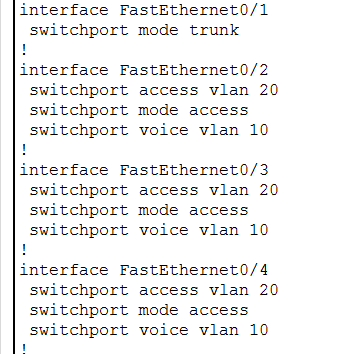 interface FastEthernet0/1
 switchport mode trunk
!
interface FastEthernet0/2
 switchport access vlan 20
 switchport mode access
 switchport voice vlan 10
!
interface FastEthernet0/3
 switchport access vlan 20
 switchport mode access
 switchport voice vlan 10
!
interface FastEthernet0/4
 switchport access vlan 20
 switchport mode access
 switchport voice vlan 10
!